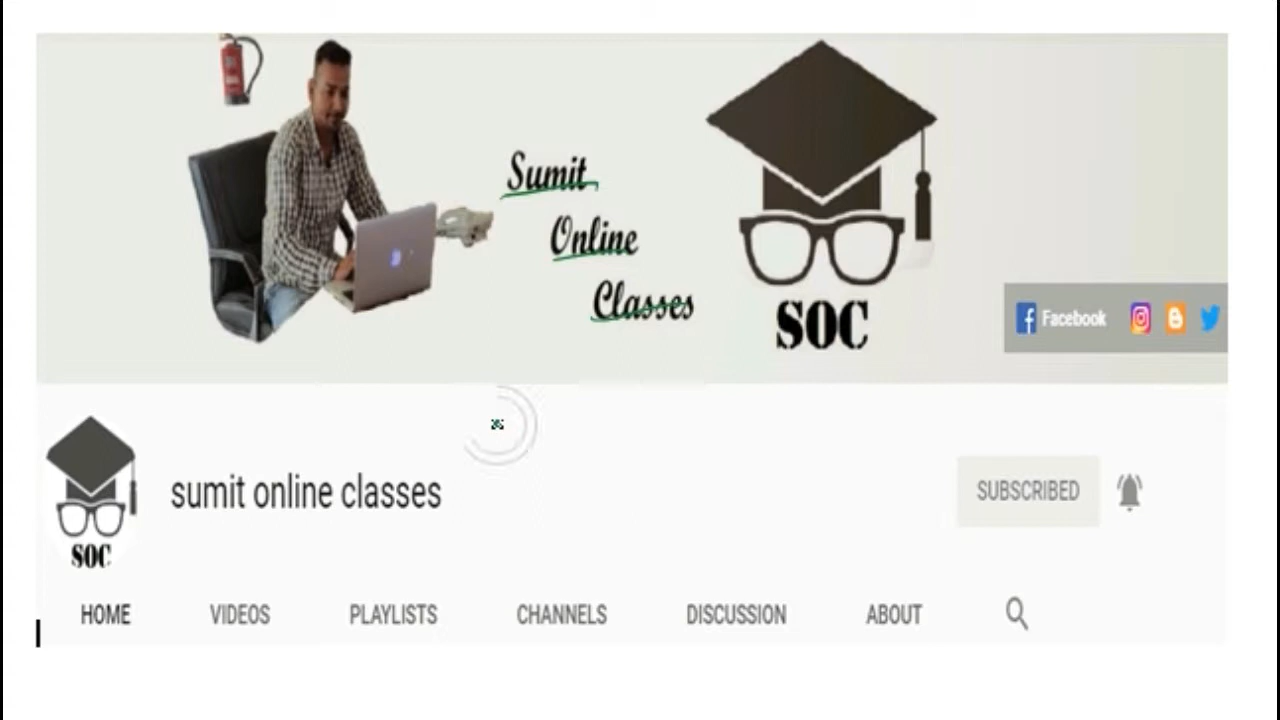 Sumit
Online
Classes
SOC
Facebook
SOC
sumit online classes
SUBSCRIBED
HOME VIDEOS PLAYLISTS CHANNELS DISCUSSION ABOUT